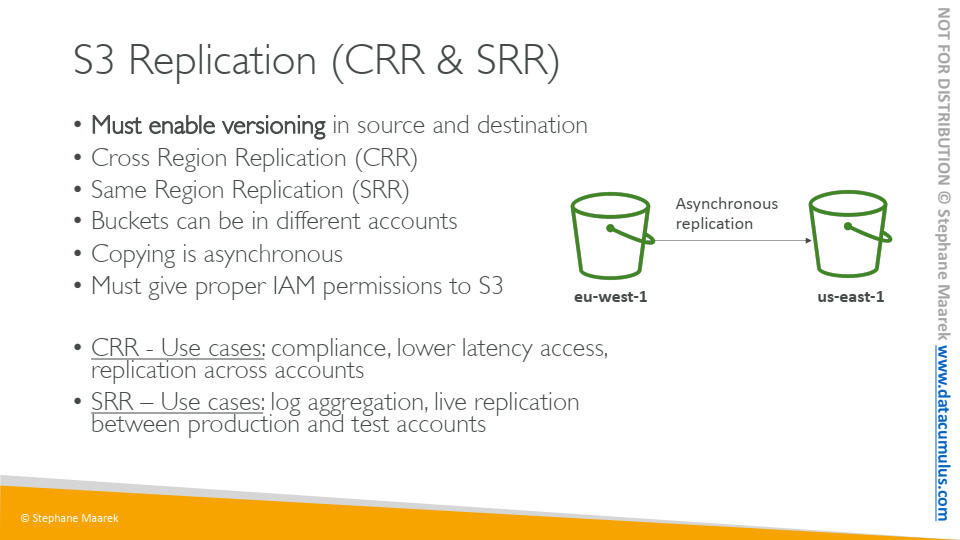 S3 Replication (CRR & SRR)
• Must enable versioning in source and destination
• Cross Region Replication (CRR)
• Same Region Replication (SRR)
• Buckets can be in different accounts
• Copying is asynchronous
• Must give proper IAM permissions to S3
• CRR - Use cases: compliance, lower latency access,
replication across accounts
• SRR – Use cases: log aggregation, live replication
between production and test accounts
Asynchronous
replication
eu-west-1
us-east-1
© Stephane Maarek
NOT FOR DISTRIBUTION © Stephane Maarek www.datacumulus.com